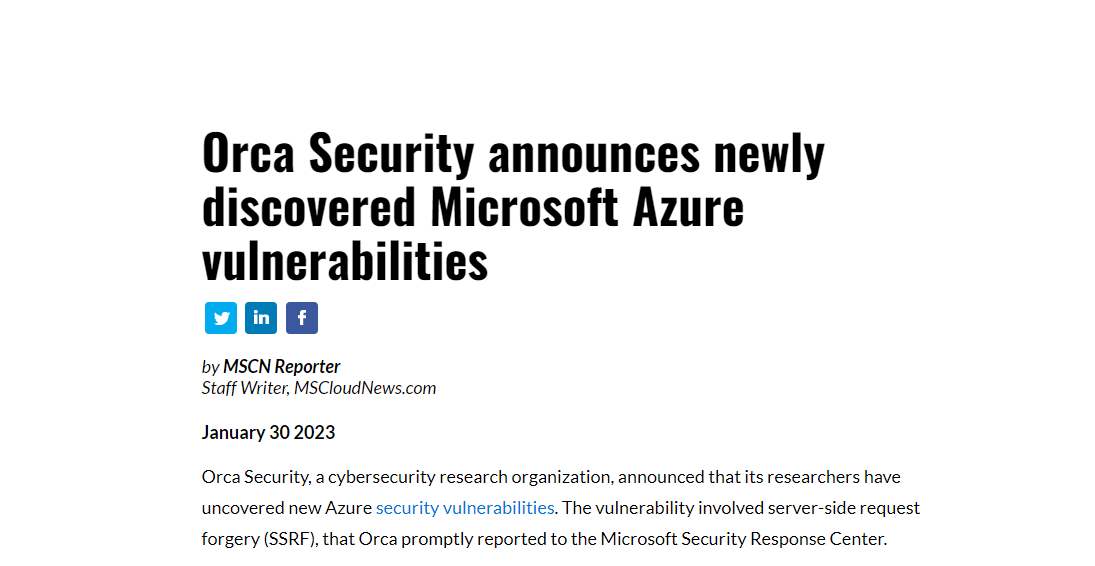 Orca Security announces newly
discovered Microsoft Azure
vulnerabilities
in
f
by MSCN Reporter
Staff Writer, MSCloudNews.com
January 30 2023
Orca Security, a cybersecurity research organization, announced that its researchers have
uncovered new Azure security vulnerabilities. The vulnerability involved server-side request
forgery (SSRF), that Orca promptly reported to the Microsoft Security Response Center.